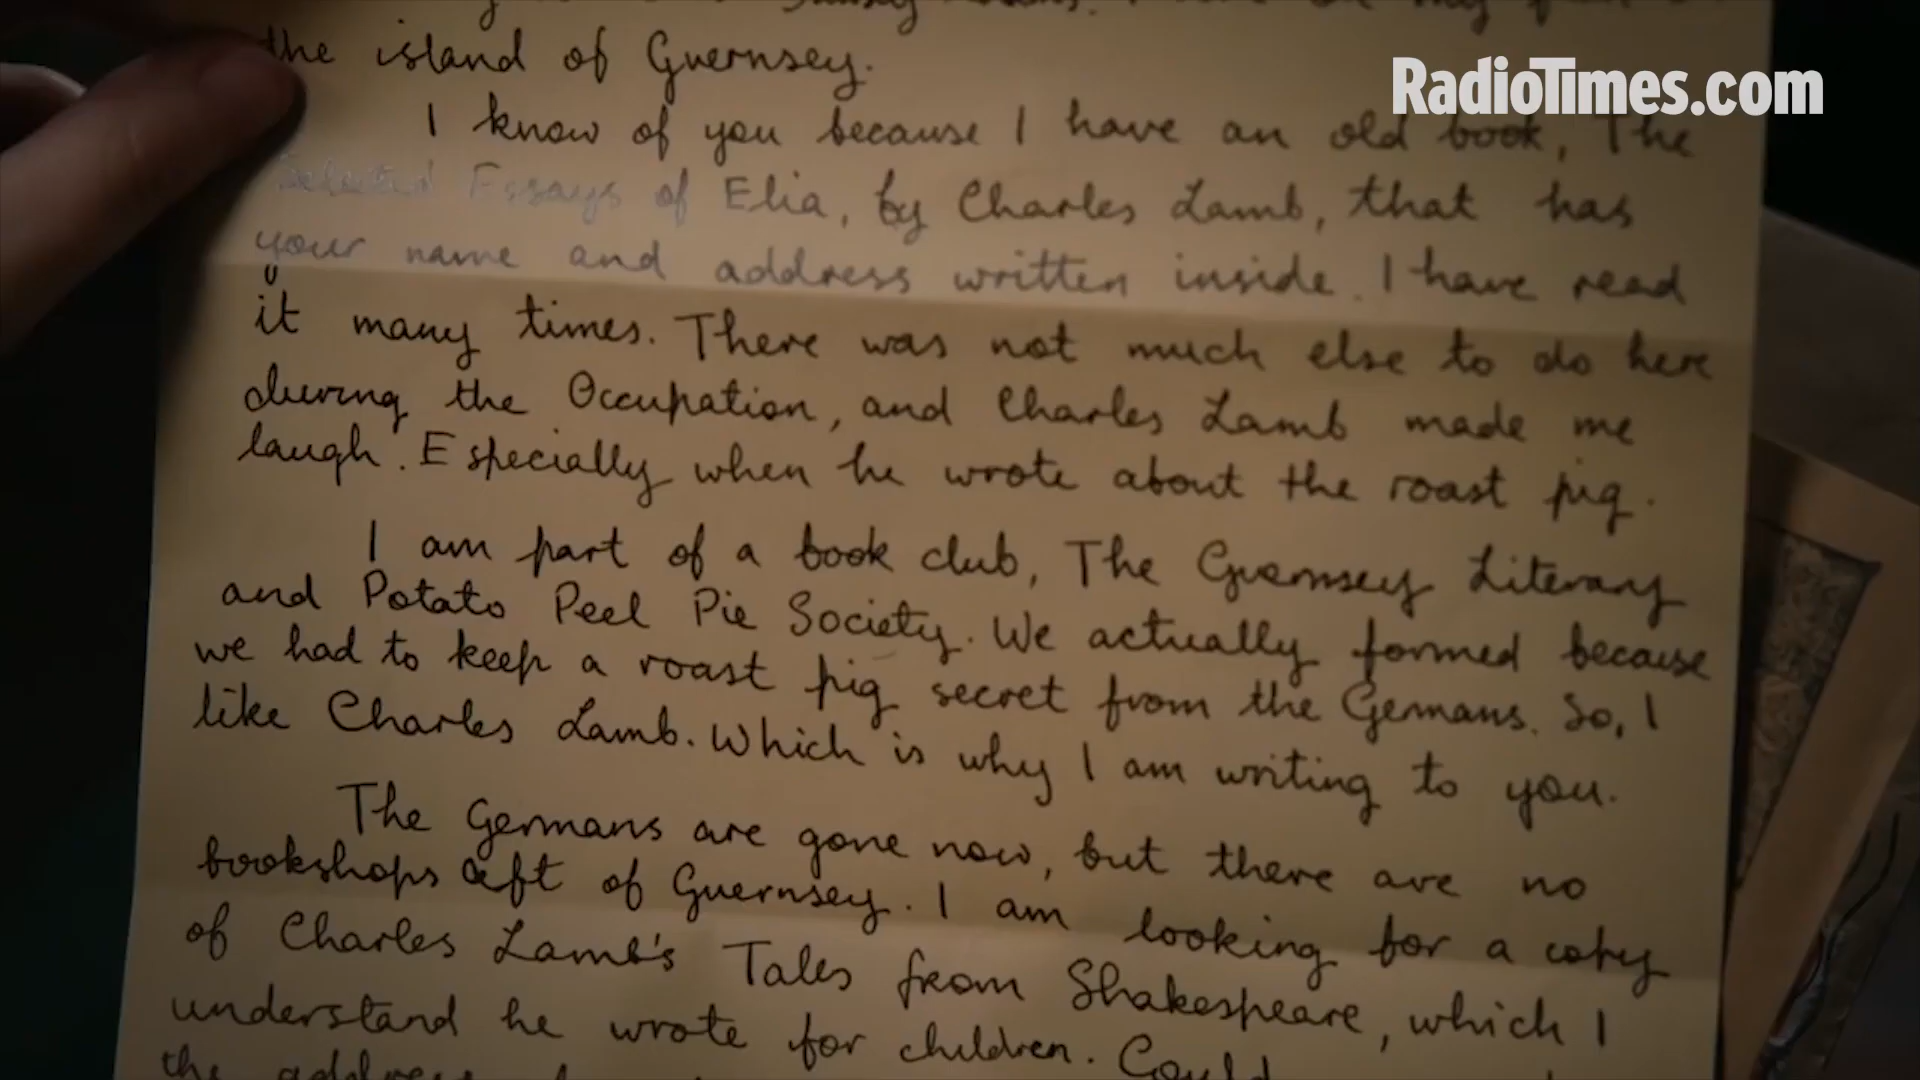 RadioTimes.com
the island of Guernsey.
I know of you because I have an old book, The
Selected Essays of Elia, by Charles Lamb, that has
your name and address written inside. I have read
it many times. There was not much else to do here
during the Occupation, and Charles Lamb made me
laugh. Especially when he wrote about the roast pig.
I am part of a book club, The Guernsey Literary
and Potato Peel Pie Society. We actually formed because
we had to keep a roast pig secret from the Germans. So, I
like Charles Lamb. Which is why I am writing to you.
The Germans are gone now, but there are no
bookshops left of Guernsey. I am looking for a copy
of Charles Lamb's Tales from Shakespeare, which I
understand he wrote for children. Could
the address